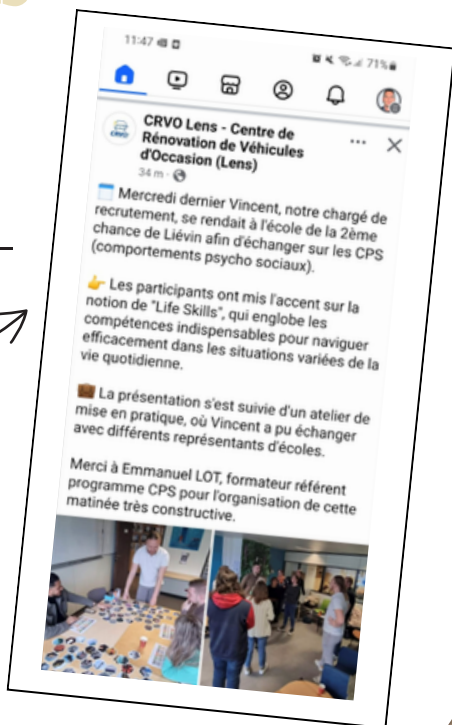 11:47
71%
CRVO
CRVO Lens - Centre de
Rénovation de Véhicules
d'Occasion (Lens)
34 m ·
Mercredi dernier Vincent, notre chargé de
recrutement, se rendait à l'école de la 2ème
chance de Liévin afin d'échanger sur les CPS
(comportements psycho sociaux).
Les participants ont mis l'accent sur la
notion de "Life Skills", qui englobe les
compétences indispensables pour naviguer
efficacement dans les situations variées de la
vie quotidienne.
La présentation s'est suivie d'un atelier de
mise en pratique, où Vincent a pu échanger
avec différents représentants d'écoles.
Merci à Emmanuel LOT, formateur référent
programme CPS pour l'organisation de cette
matinée très constructive.